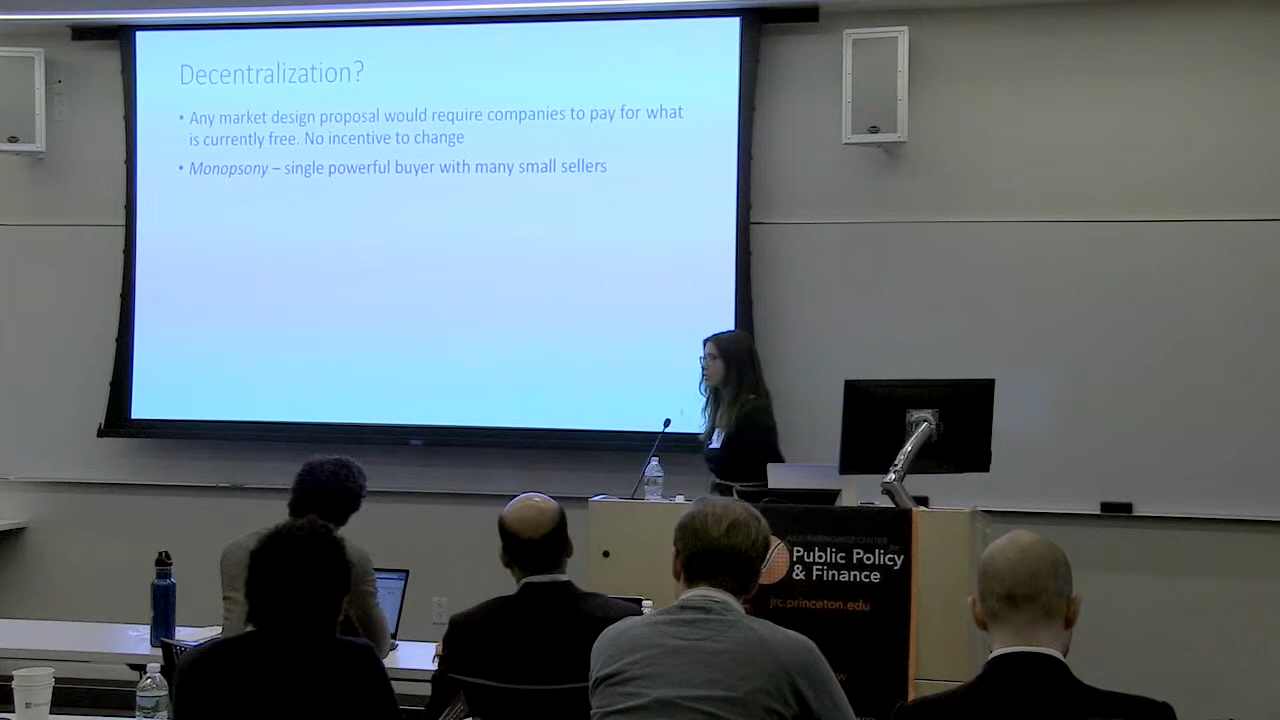 Decentralization?
• Any market design proposal would require companies to pay for what
is currently free. No incentive to change
• Monopsony – single powerful buyer with many small sellers
Public Policy
& Finance
jrc.princeton.edu